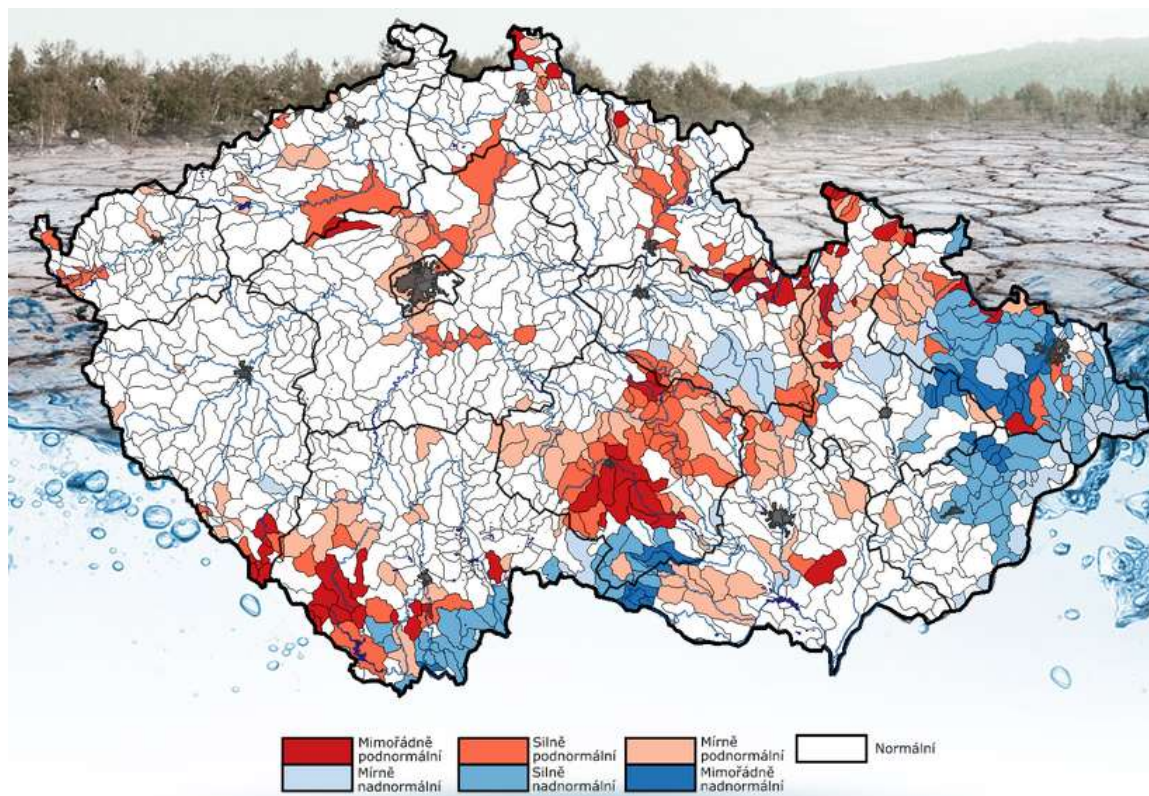 Mimořádně
podnormální
Silně
podnormální
Mírně
podnormální
Normální
Mírně
nadnormální
Silně
nadnormální
Mimořádně
nadnormální